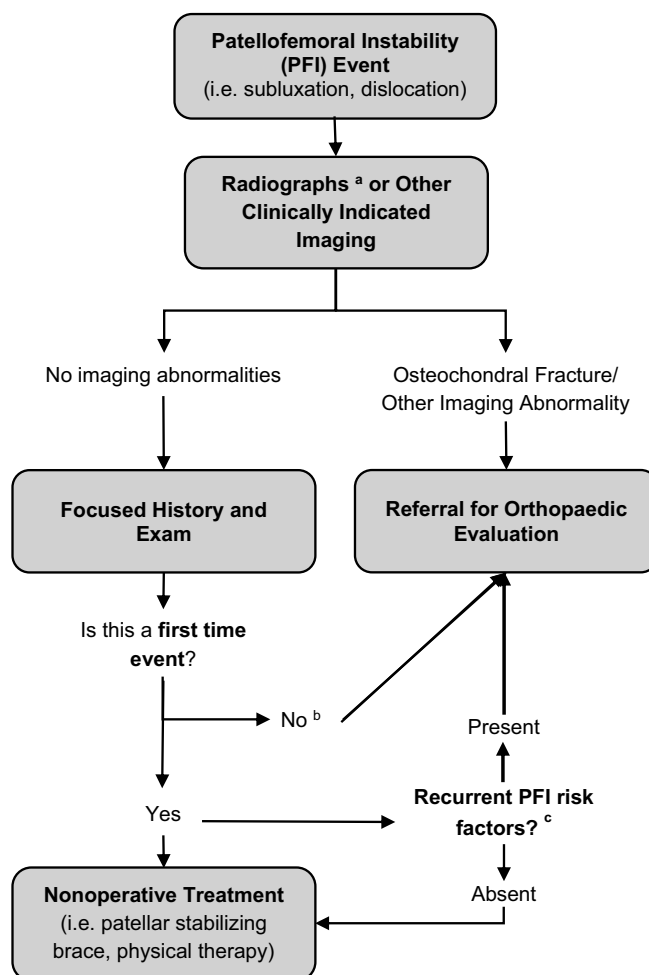 Patellofemoral Instability
(PFI) Event
(i.e. subluxation, dislocation)
Radiographs ᵃ or Other
Clinically Indicated
Imaging
No imaging abnormalities
Osteochondral Fracture/
Other Imaging Abnormality
Focused History and
Exam
Referral for Orthopaedic
Evaluation
Is this a first time
event?
No ᵇ
Present
Yes
Recurrent PFI risk
factors? ᶜ
Absent
Nonoperative Treatment
(i.e. patellar stabilizing
brace, physical therapy)